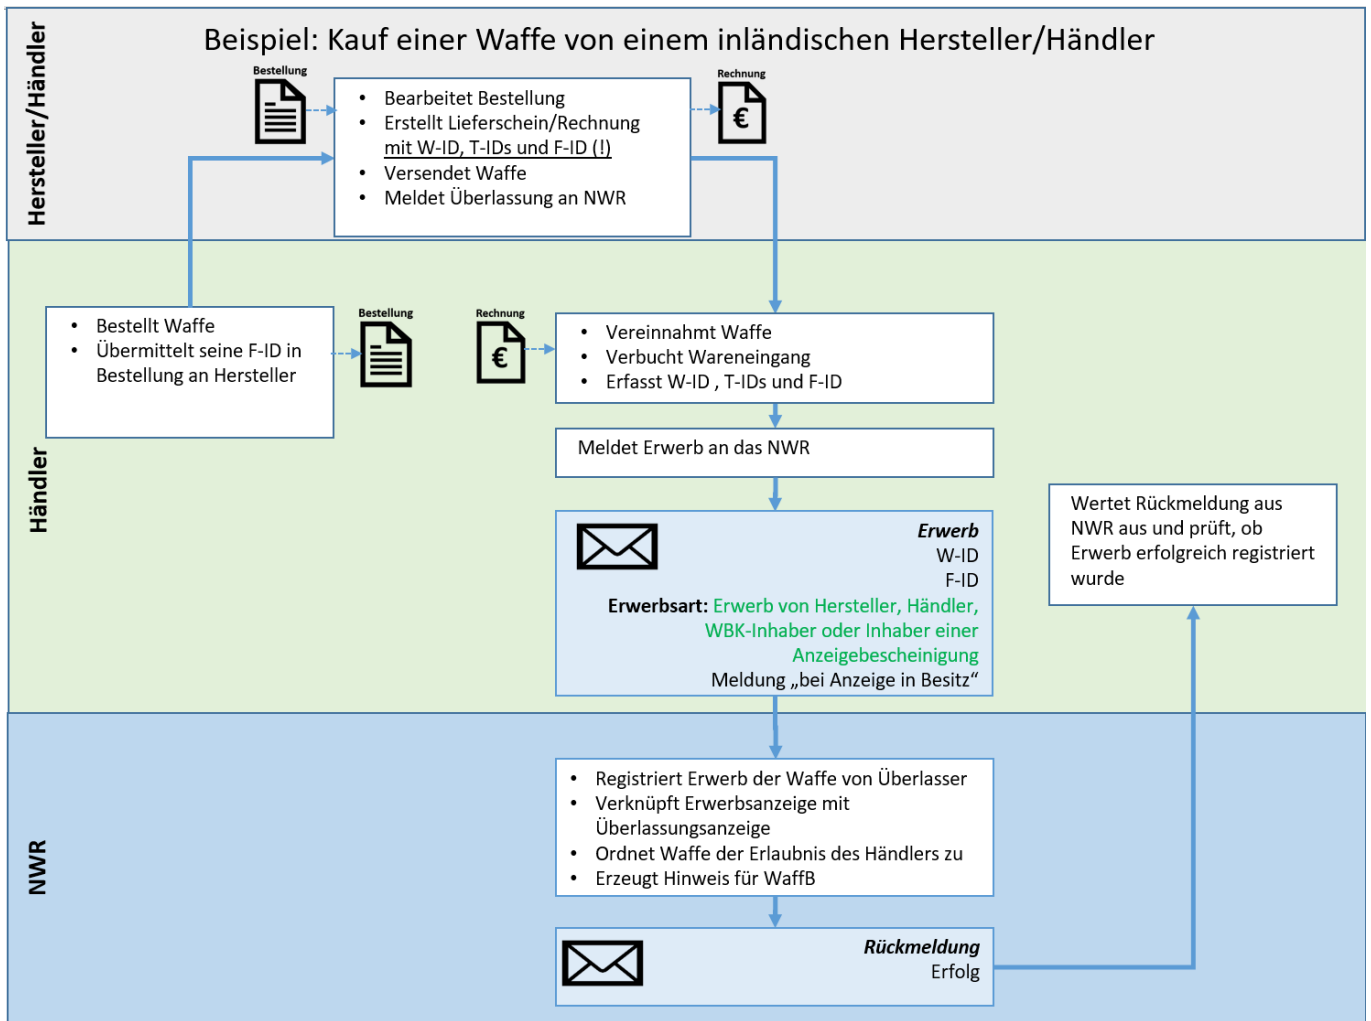 Beispiel: Kauf einer Waffe von einem inländischen Hersteller/Händler
Hersteller/Händler
Bestellung
• Bearbeitet Bestellung
• Erstellt Lieferschein/Rechnung
mit W-ID, T-IDs und F-ID (!)
• Versendet Waffe
• Meldet Überlassung an NWR
Rechnung
€
Händler
• Bestellt Waffe
• Übermittelt seine F-ID in
Bestellung an Hersteller
Bestellung
Rechnung
€
• Vereinnahmt Waffe
• Verbucht Wareneingang
• Erfasst W-ID , T-IDs und F-ID
Meldet Erwerb an das NWR
Erwerb
W-ID
F-ID
Erwerbsart: Erwerb von Hersteller, Händler,
WBK-Inhaber oder Inhaber einer
Anzeigebescheinigung
Meldung „bei Anzeige in Besitz“
Wertet Rückmeldung aus
NWR aus und prüft, ob
Erwerb erfolgreich registriert
wurde
NWR
• Registriert Erwerb der Waffe von Überlasser
• Verknüpft Erwerbsanzeige mit
Überlassungsanzeige
• Ordnet Waffe der Erlaubnis des Händlers zu
• Erzeugt Hinweis für WaffB
Rückmeldung
Erfolg